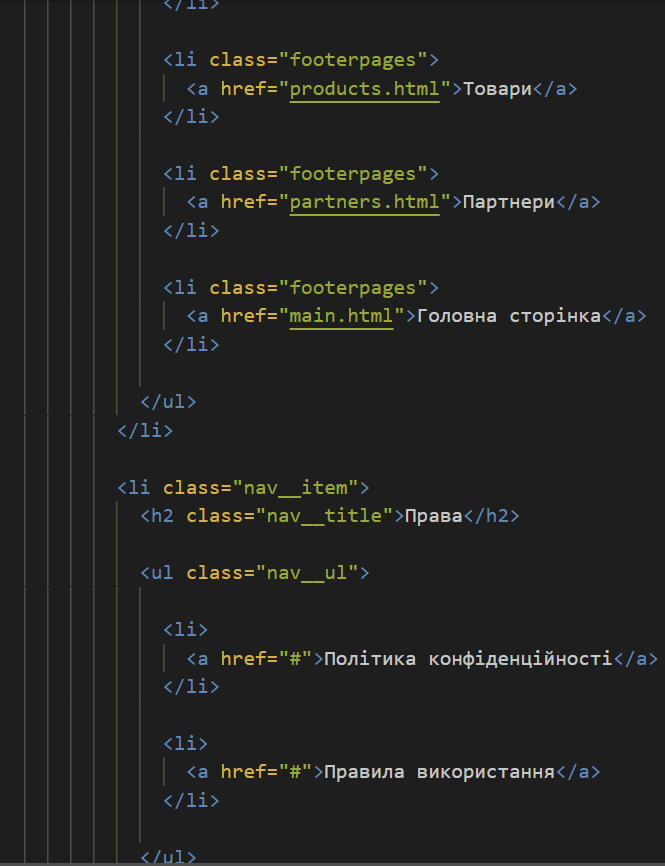 </li>
<li class="footerpages">
<a href="products.html">Товари</a>
</li>
<li class="footerpages">
<a href="partners.html">Партнери</a>
</li>
<li class="footerpages">
<a href="main.html">Головна сторінка</a>
</li>
</ul>
</li>
<li class="nav__item">
<h2 class="nav__title">Права</h2>
<ul class="nav__ul">
<li>
<a href="#">Політика конфіденційності</a>
</li>
<li>
<a href="#">Правила використання</a>
</li>
</ul>